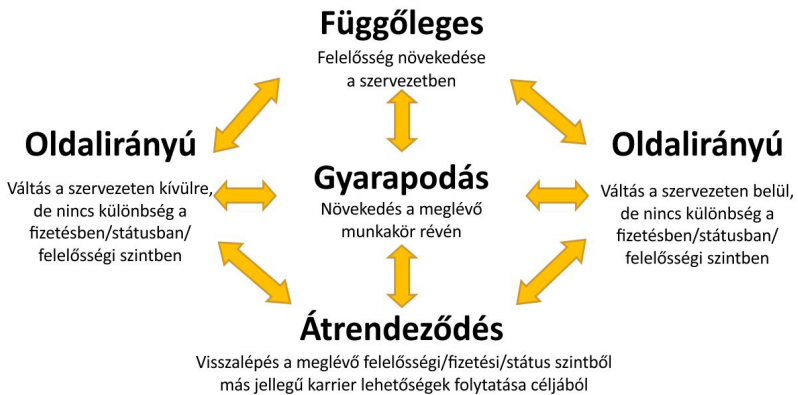 Függőleges
Felelősség növekedése
a szervezetben
Oldalirányú
Váltás a szervezeten kívülre,
de nincs különbség a
fizetésben/státusban/
felelősségi szintben
Gyarapodás
Növekedés a meglévő
munkakör révén
Oldalirányú
Váltás a szervezeten belül,
de nincs különbség a
fizetésben/státusban/
felelősségi szintben
Átrendeződés
Visszalépés a meglévő felelősségi/fizetési/státus szintből
más jellegű karrier lehetőségek folytatása céljából